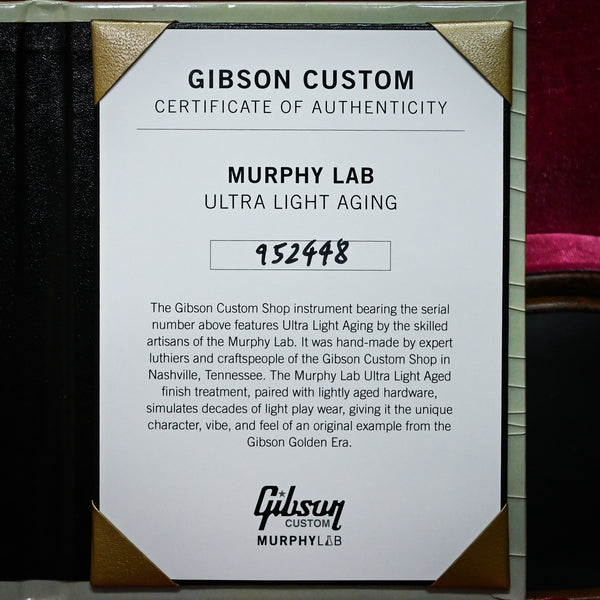 GIBSON CUSTOM
CERTIFICATE OF AUTHENTICITY
MURPHY LAB
ULTRA LIGHT AGING
952448
The Gibson Custom Shop instrument bearing the serial
number above features Ultra Light Aging by the skilled
artisans of the Murphy Lab. It was hand-made by expert
luthiers and craftspeople of the Gibson Custom Shop in
Nashville, Tennessee. The Murphy Lab Ultra Light Aged
finish treatment, paired with lightly aged hardware,
simulates decades of light play wear, giving it the unique
character, vibe, and feel of an original example from the
Gibson Golden Era.
Gibson
CUSTOM
MURPHYLAB